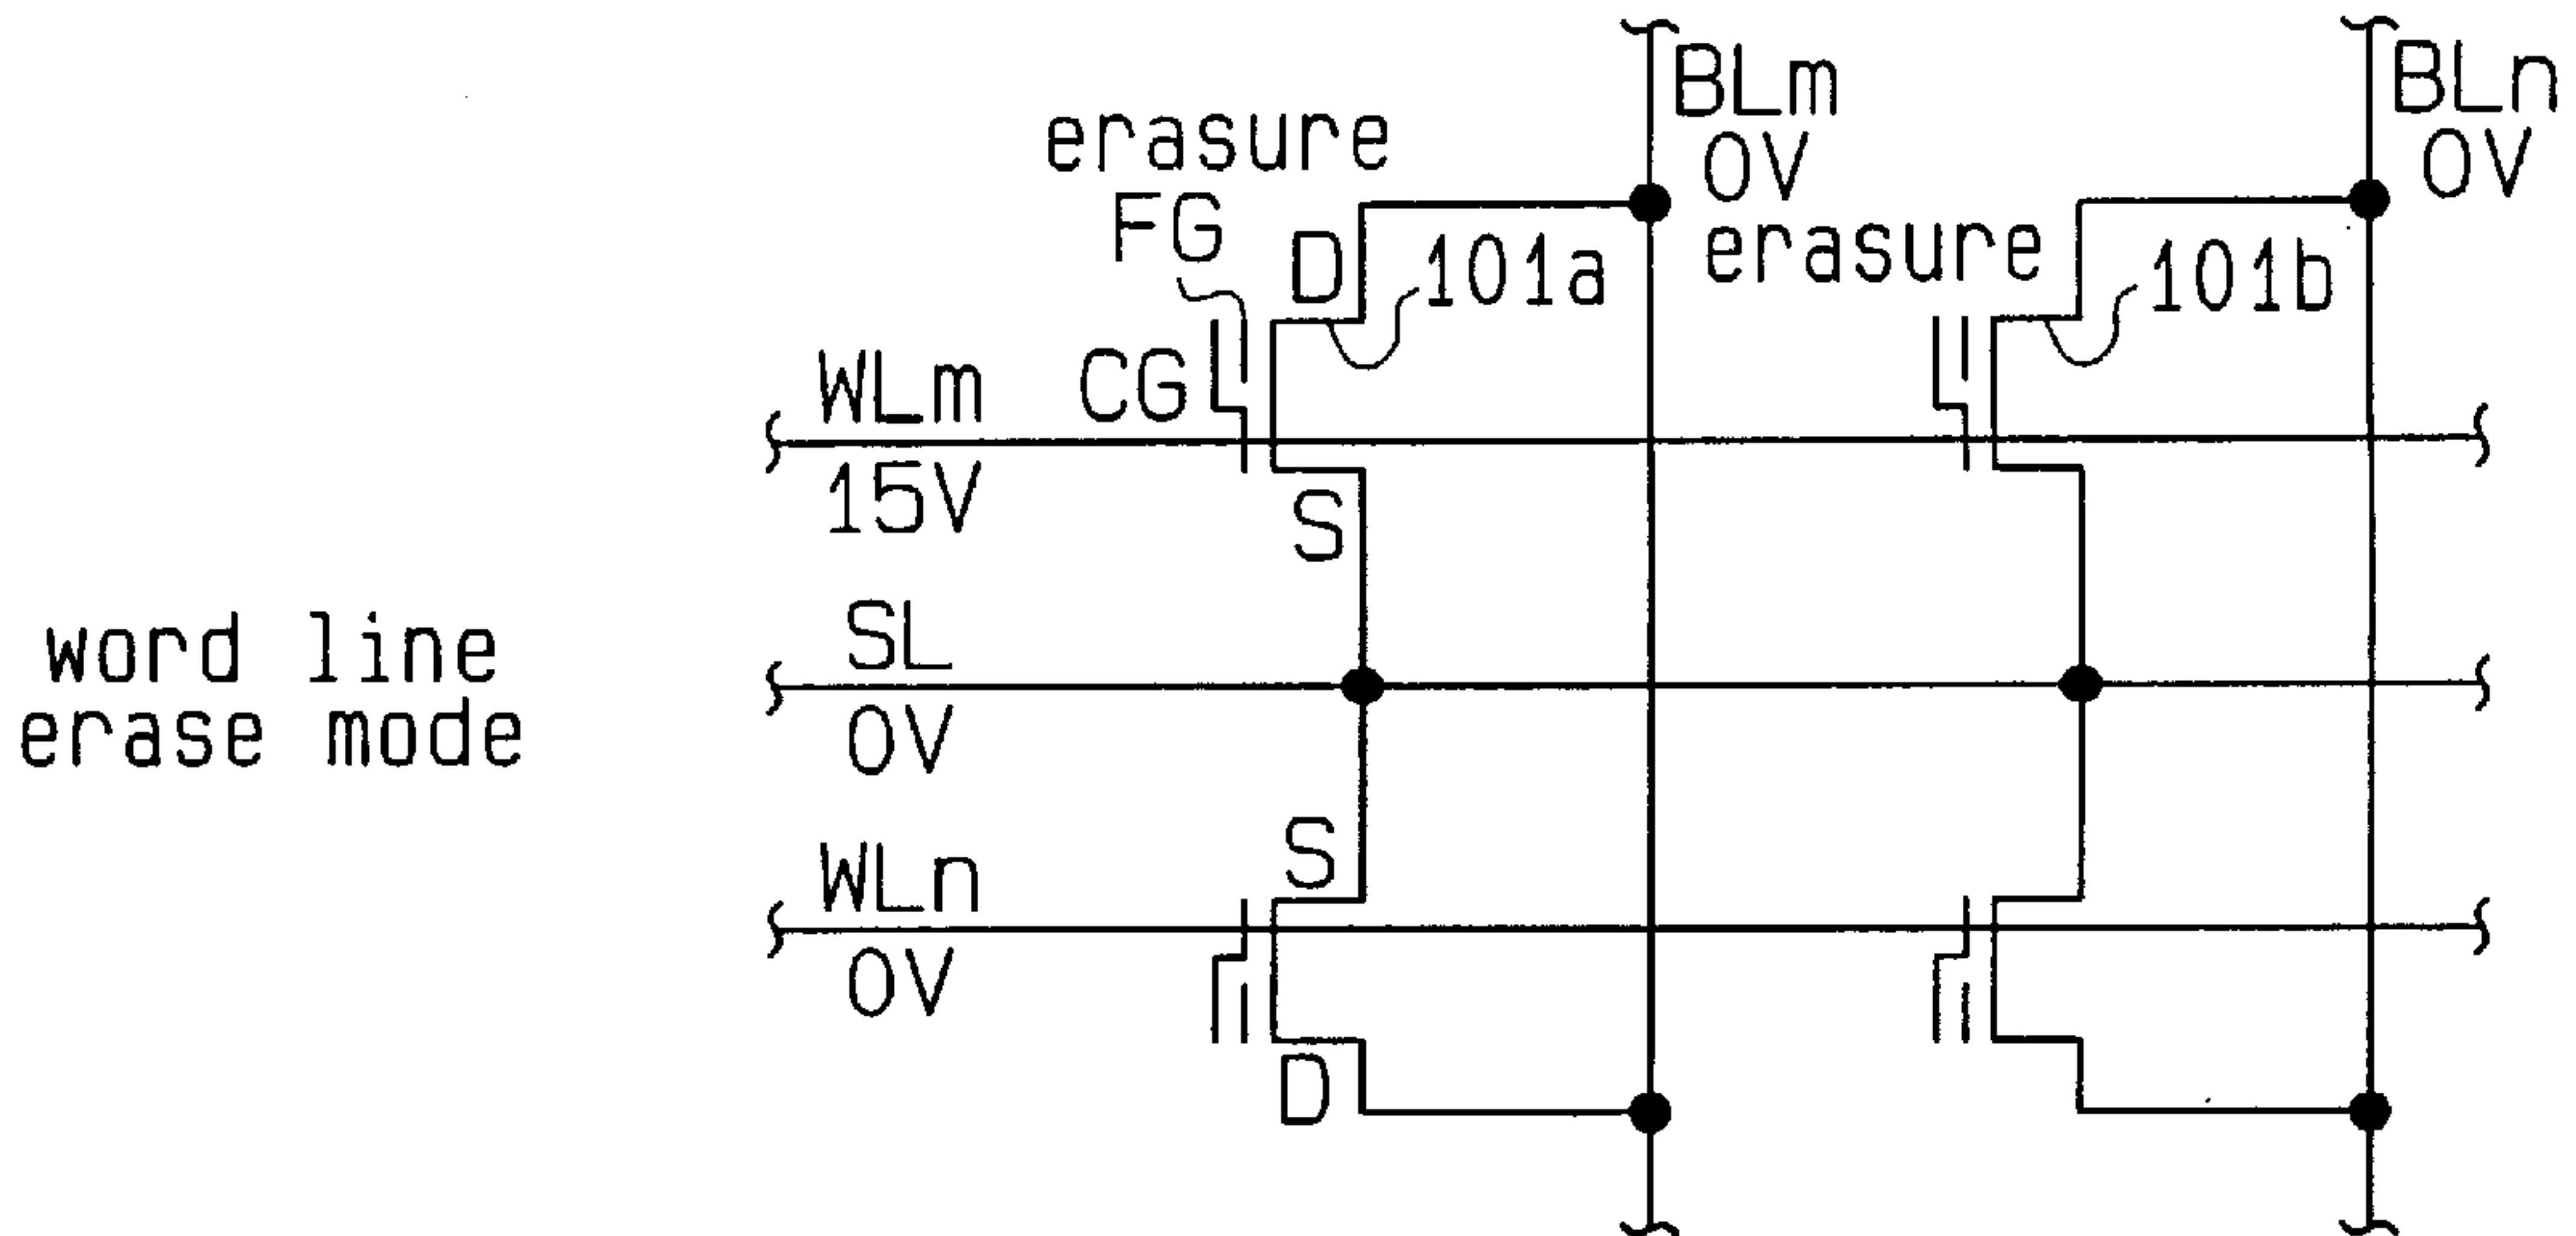 BLm
0V
BLn
0V
erasure
FG
D
101a
erasure
101b
WLm
15V
CG
S
word line
erase mode
SL
0V
S
WLn
0V
D